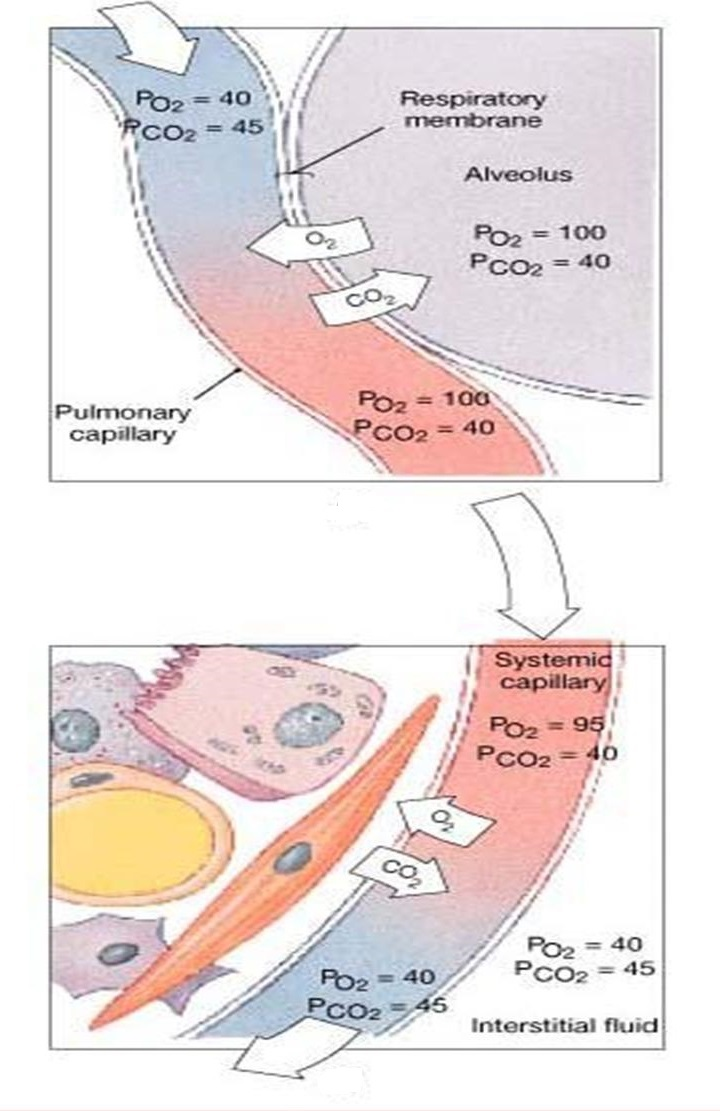 PO2 = 40
PCO2 = 45
Respiratory
membrane
Alveolus
PO2 = 100
PCO2 = 40
O2
CO2
PO2 = 100
PCO2 = 40
Pulmonary
capillary
Systemic
capillary
PO2 = 95
PCO2 = 40
O2
CO2
PO2 = 40
PCO2 = 45
PO2 = 40
PCO2 = 45
Interstitial fluid